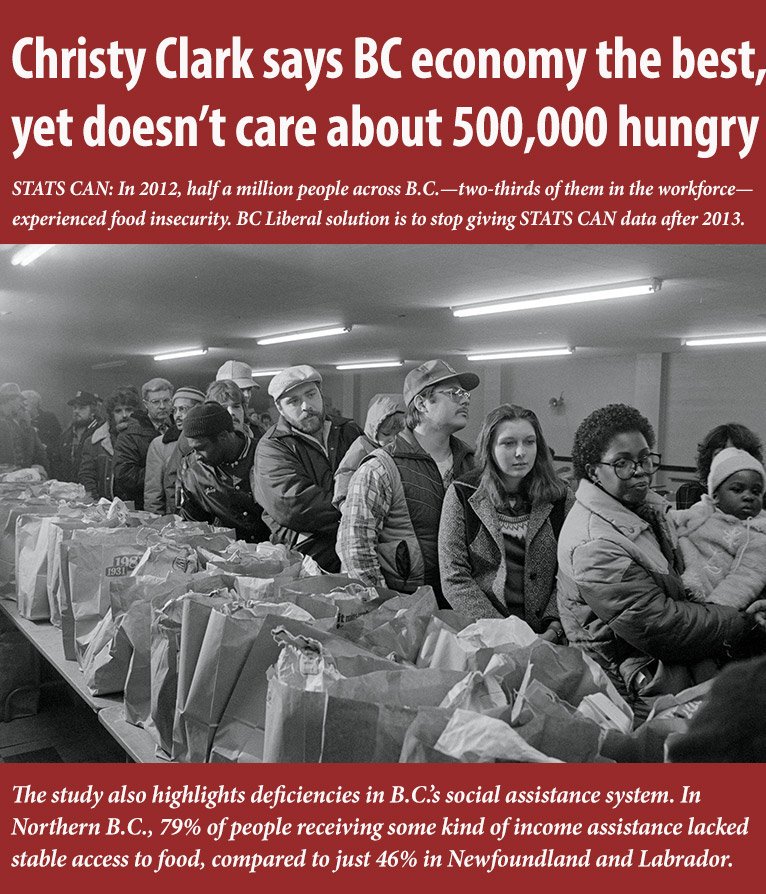 Christy Clark says BC economy the best,
yet doesn't care about 500,000 hungry
STATS CAN: In 2012, half a million people across B.C.—two-thirds of them in the workforce—
experienced food insecurity. BC Liberal solution is to stop giving STATS CAN data after 2013.
1931
The study also highlights deficiencies in B.C.'s social assistance system. In
Northern B.C., 79% of people receiving some kind of income assistance lacked
stable access to food, compared to just 46% in Newfoundland and Labrador.